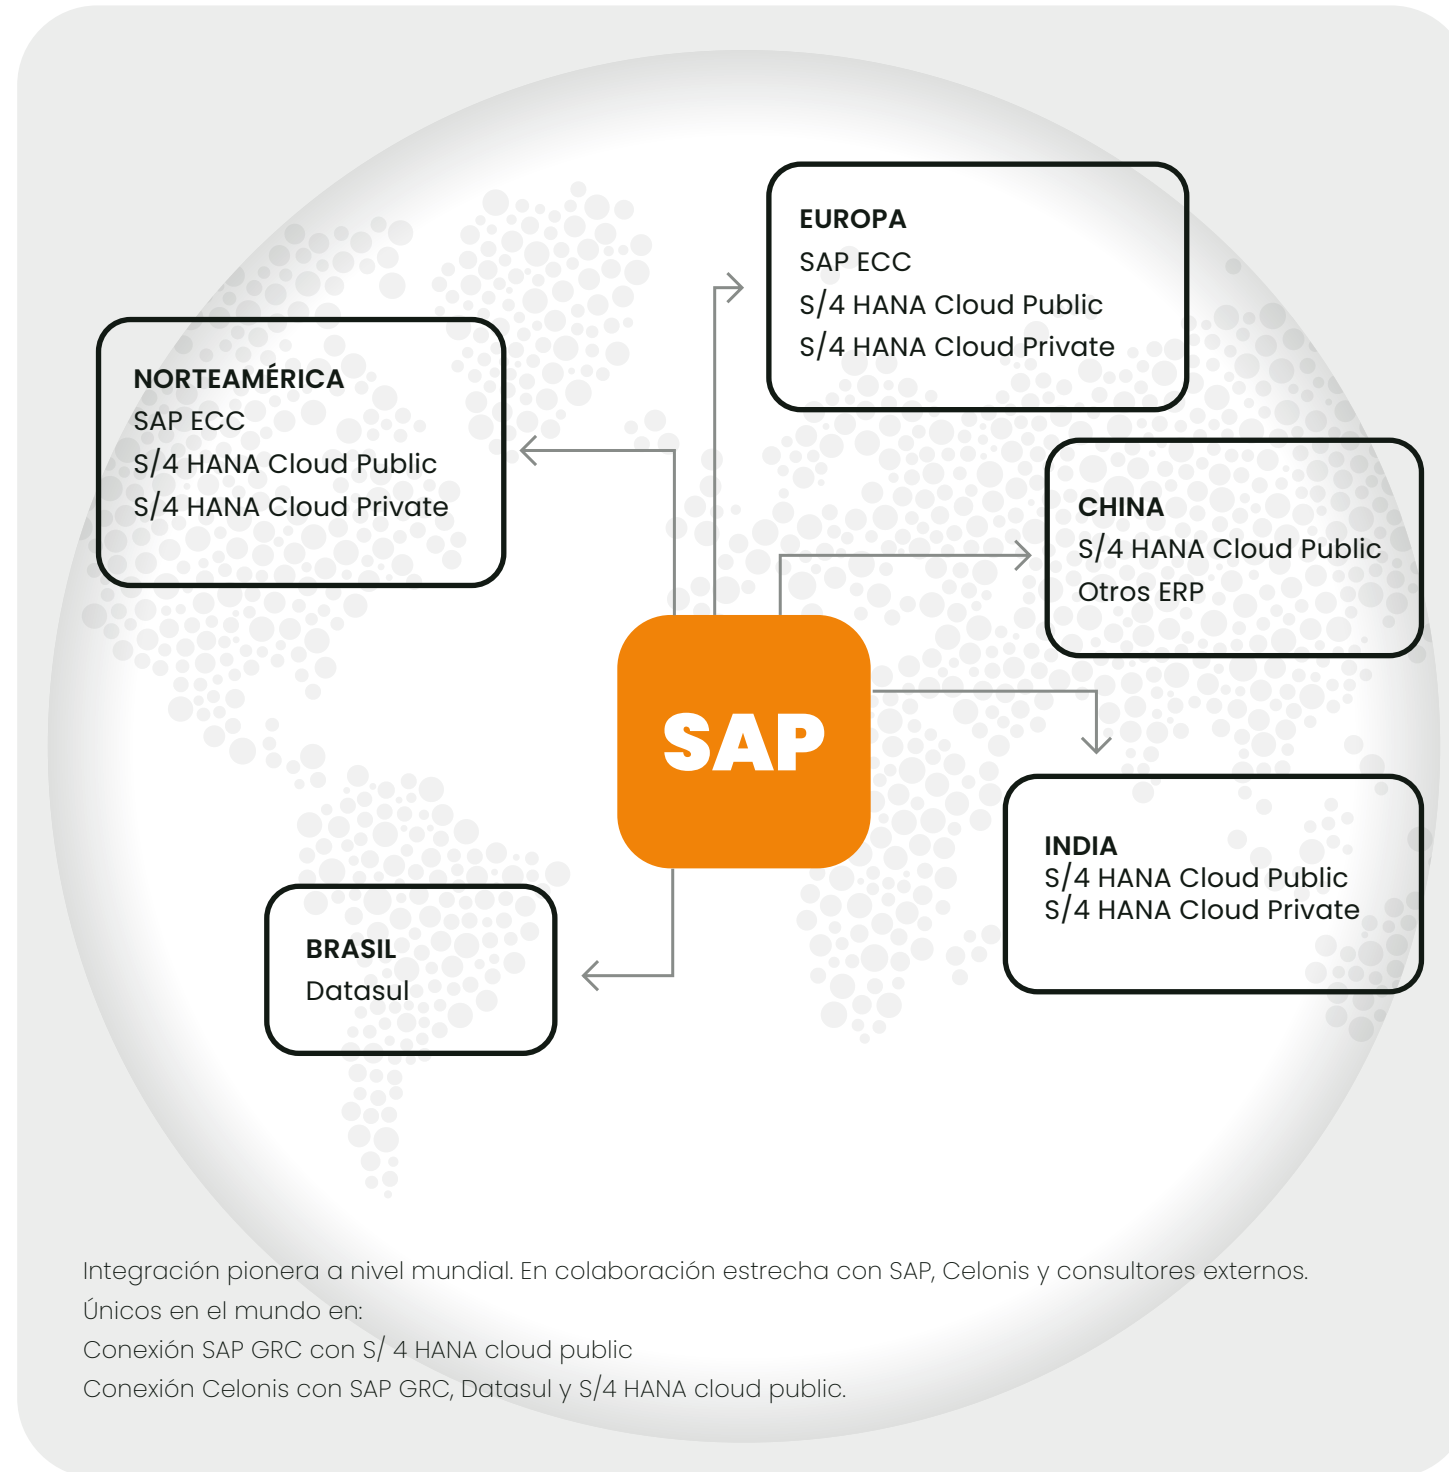 EUROPA
SAP ECC
S/4 HANA Cloud Public
S/4 HANA Cloud Private
NORTEAMÉRICA
SAP ECC
S/4 HANA Cloud Public
S/4 HANA Cloud Private
CHINA
S/4 HANA Cloud Public
Otros ERP
SAP
INDIA
S/4 HANA Cloud Public
S/4 HANA Cloud Private
BRASIL
Datasul
Integración pionera a nivel mundial. En colaboración estrecha con SAP, Celonis y consultores externos.
Únicos en el mundo en:
Conexión SAP GRC con S/ 4 HANA cloud public
Conexión Celonis con SAP GRC, Datasul y S/4 HANA cloud public.